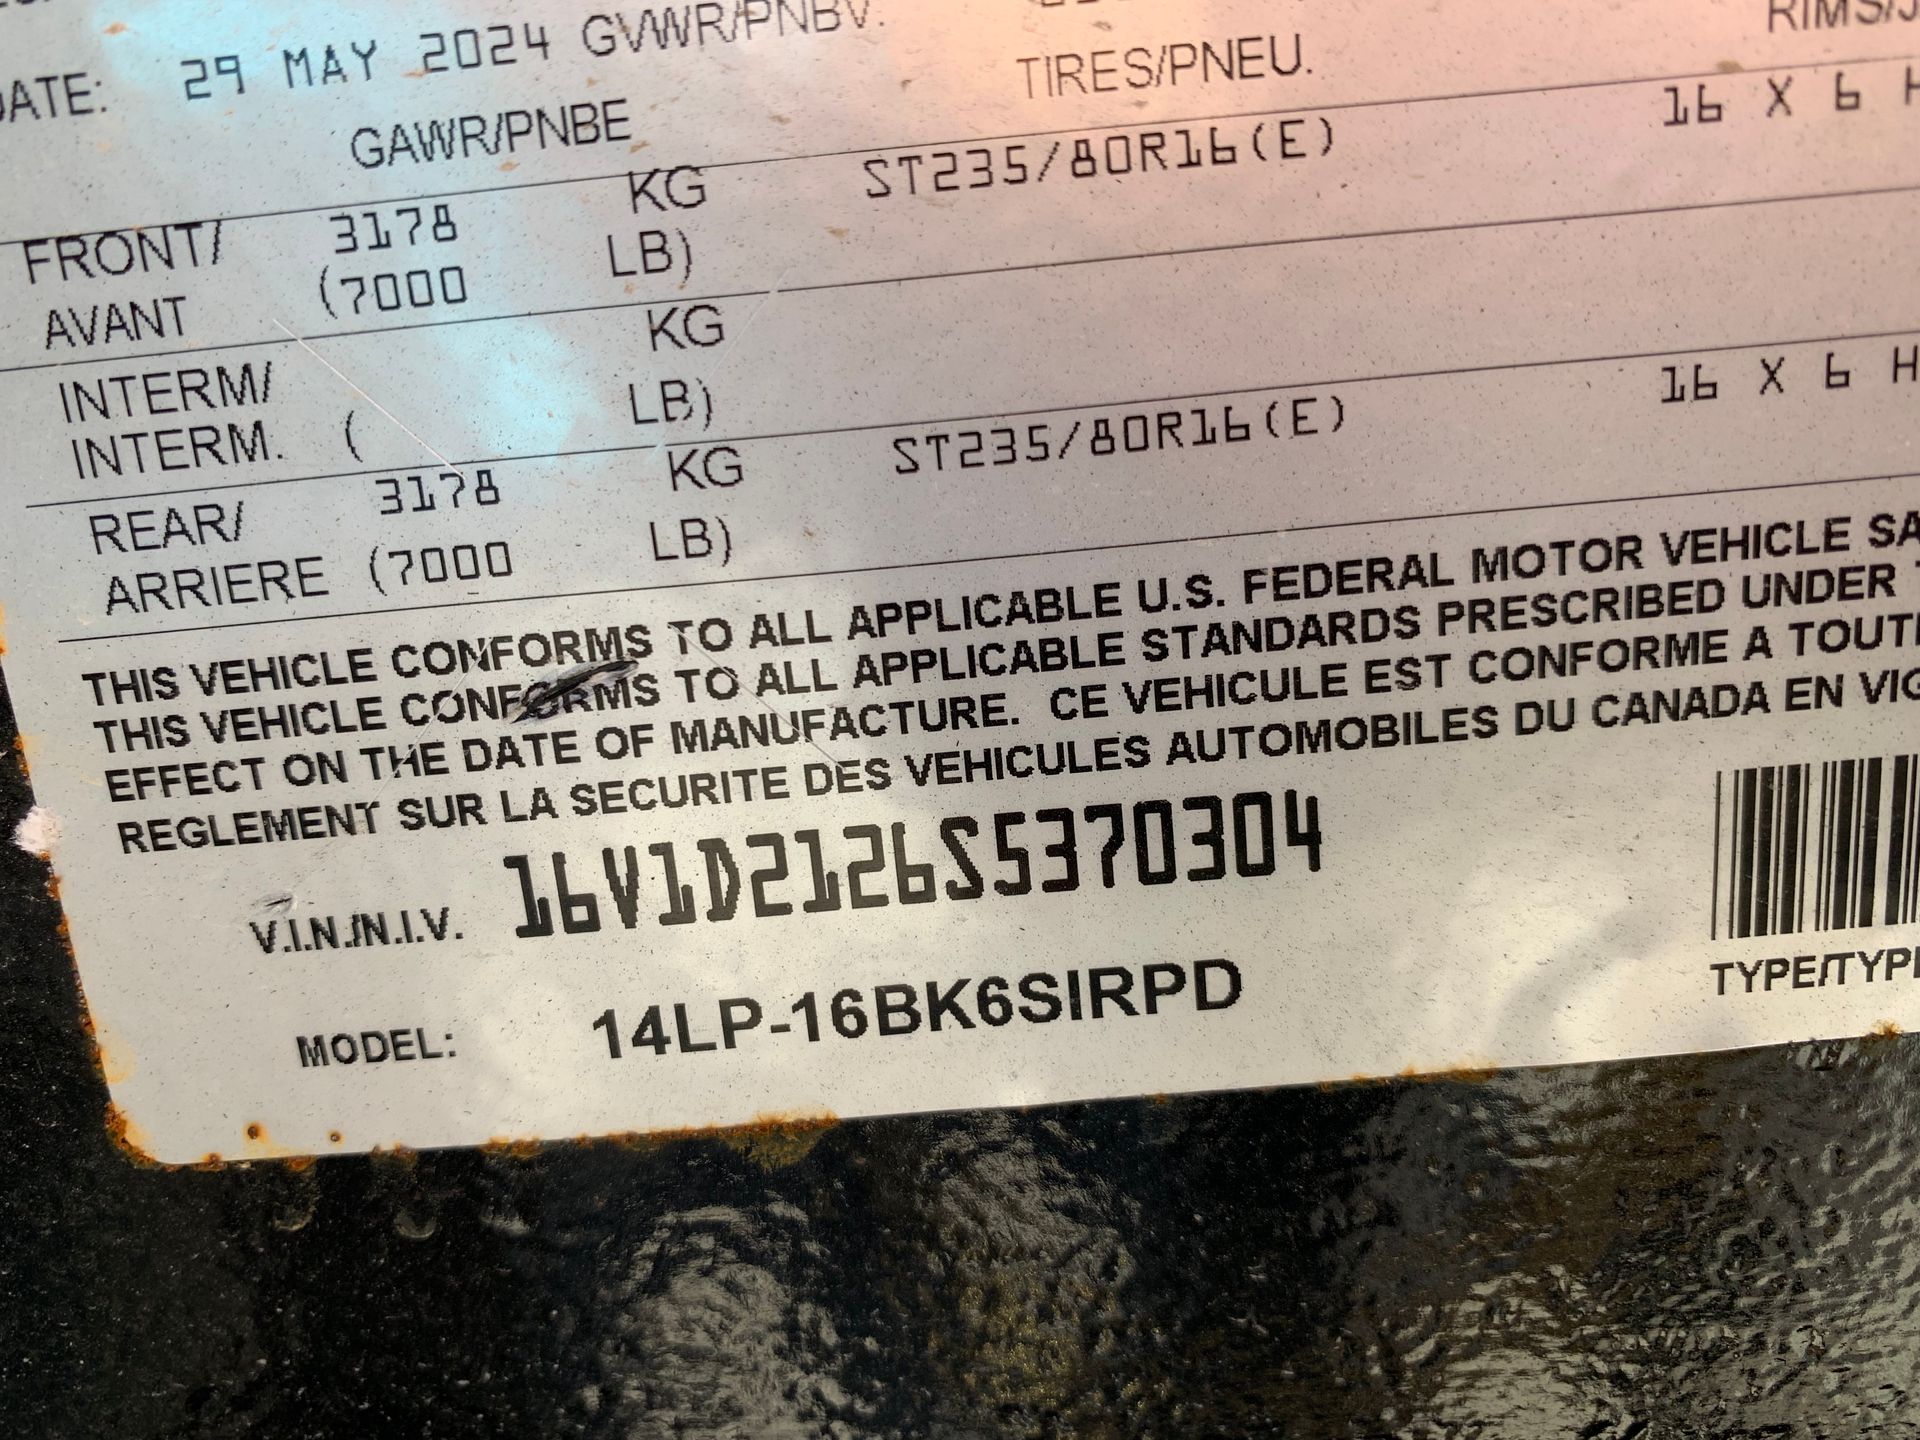 DATE: 29 MAY 2024 GVWR/PNBV.
GAWR/PNBE TIRES/PNEU. RIMS/J
FRONT/ 3178 KG ST235/80R16(E) 16 X 6 H
AVANT (7000 LB)
INTERM/ KG
INTERM. ( LB)
REAR/ 3178 KG ST235/80R16(E) 16 X 6 H
ARRIERE (7000 LB)
THIS VEHICLE CONFORMS TO ALL APPLICABLE U.S. FEDERAL MOTOR VEHICLE SA
THIS VEHICLE CONFORMS TO ALL APPLICABLE STANDARDS PRESCRIBED UNDER T
EFFECT ON THE DATE OF MANUFACTURE. CE VEHICULE EST CONFORME A TOUT
REGLEMENT SUR LA SECURITE DES VEHICULES AUTOMOBILES DU CANADA EN VIG
V.I.N./N.I.V. 16V1D2126S5370304
MODEL: 14LP-16BK6SIRPD
TYPE/TYPE